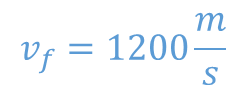 v_f = 1200 m/s